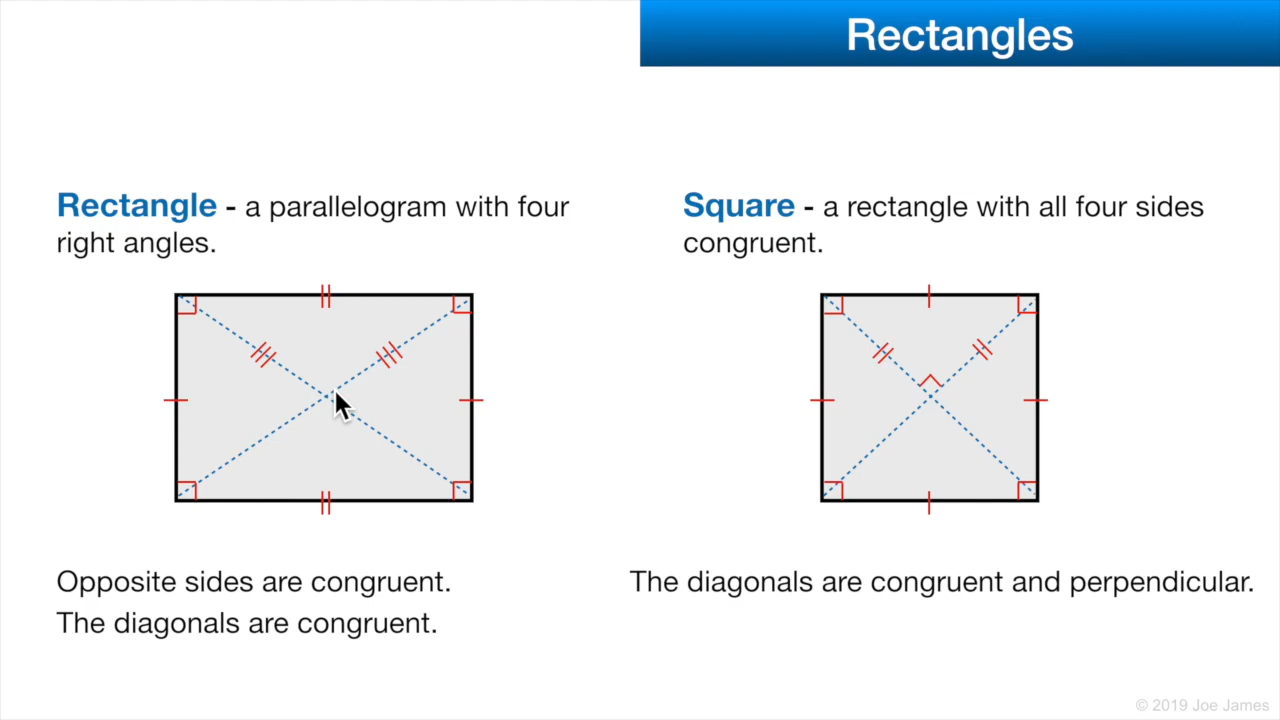 Rectangles
Rectangle - a parallelogram with four
right angles.
Square - a rectangle with all four sides
congruent.
Opposite sides are congruent.
The diagonals are congruent.
The diagonals are congruent and perpendicular.
© 2019 Joe James